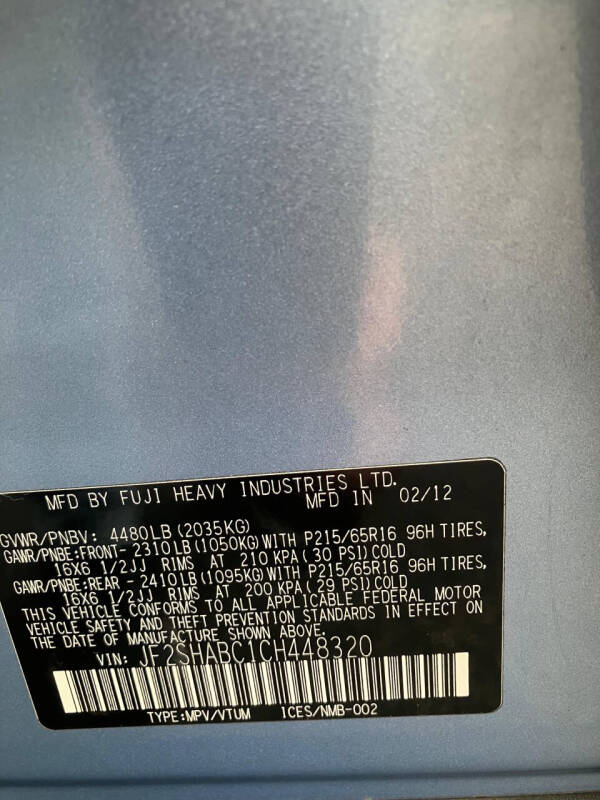 MFD BY FUJI HEAVY INDUSTRIES LTD.
MFD IN 02/12
GVWR/PNBV: 4480LB (2035KG)
GAWR/PNBE:FRONT- 2310LB (1050KG) WITH P215/65R16 96H TIRES,
16X6 1/2JJ RIMS AT 210 KPA (30 PSI) COLD
GAWR/PNBE:REAR - 2410LB (1095KG) WITH P215/65R16 96H TIRES,
16X6 1/2JJ RIMS AT 200 KPA (29 PSI) COLD
THIS VEHICLE CONFORMS TO ALL APPLICABLE FEDERAL MOTOR
VEHICLE SAFETY AND THEFT PREVENTION STANDARDS IN EFFECT ON
THE DATE OF MANUFACTURE SHOWN ABOVE.
VIN: JF2SHABC1CH448320
TYPE:MPV/VTUM ICES/NMB-002